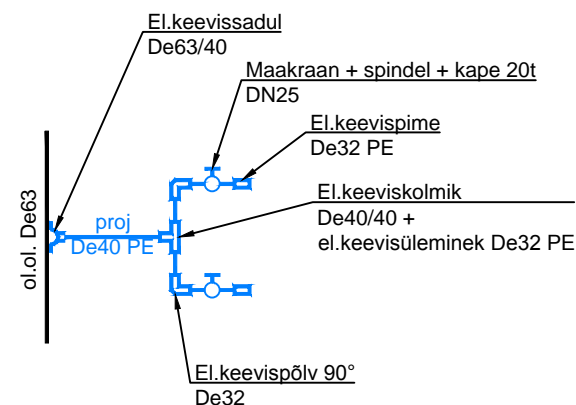 El.keevissadul
De63/40
Maakraan + spindel + kape 20t
DN25
El.keevispime
De32 PE
El.keeviskolmik
De40/40 +
el.keevisüleminek De32 PE
proj
De40 PE
ol.ol. De63
El.keevispõlv 90°
De32